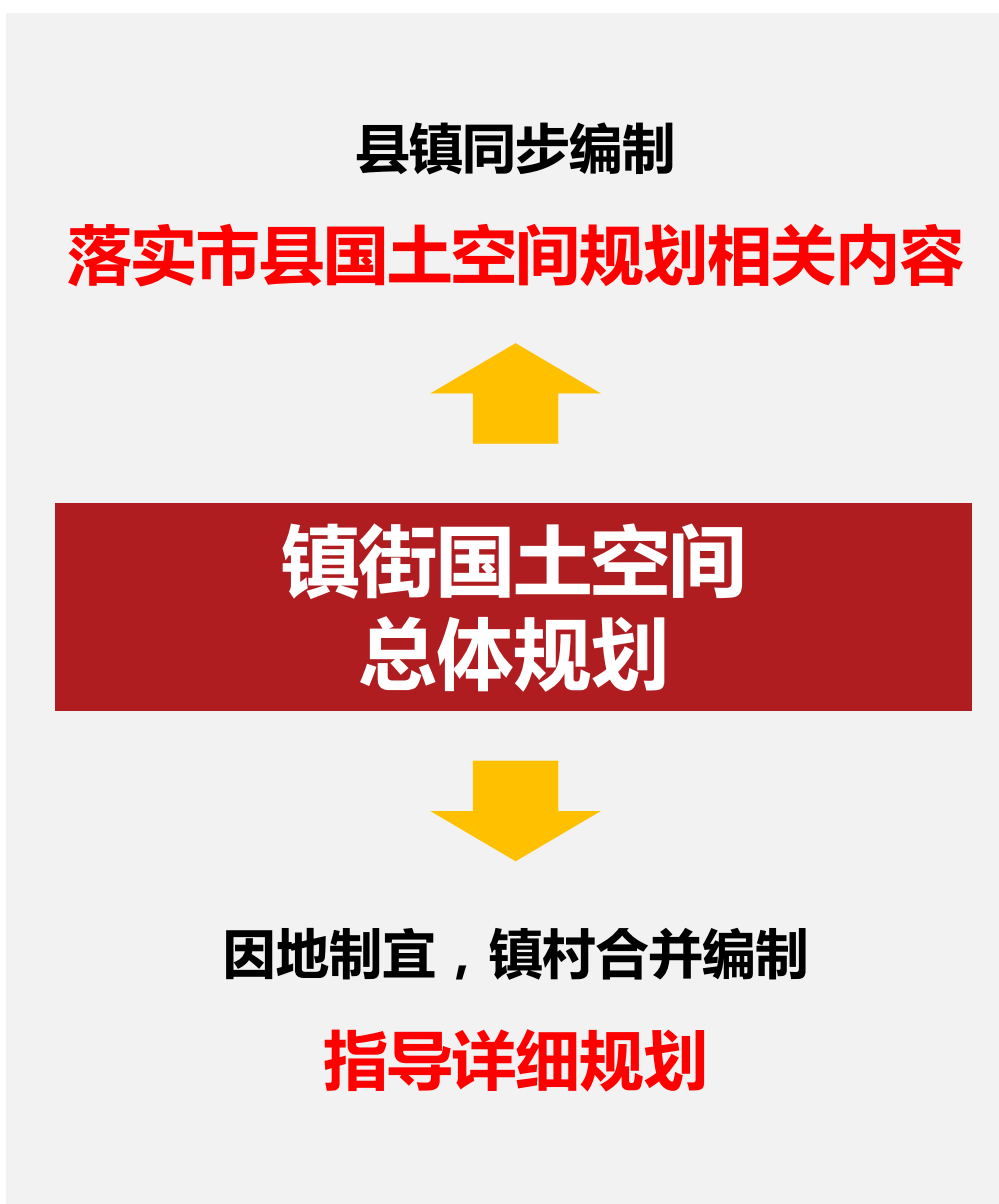 县镇同步编制
落实市县国土空间规划相关内容
镇街国土空间
总体规划
因地制宜，镇村合并编制
指导详细规划